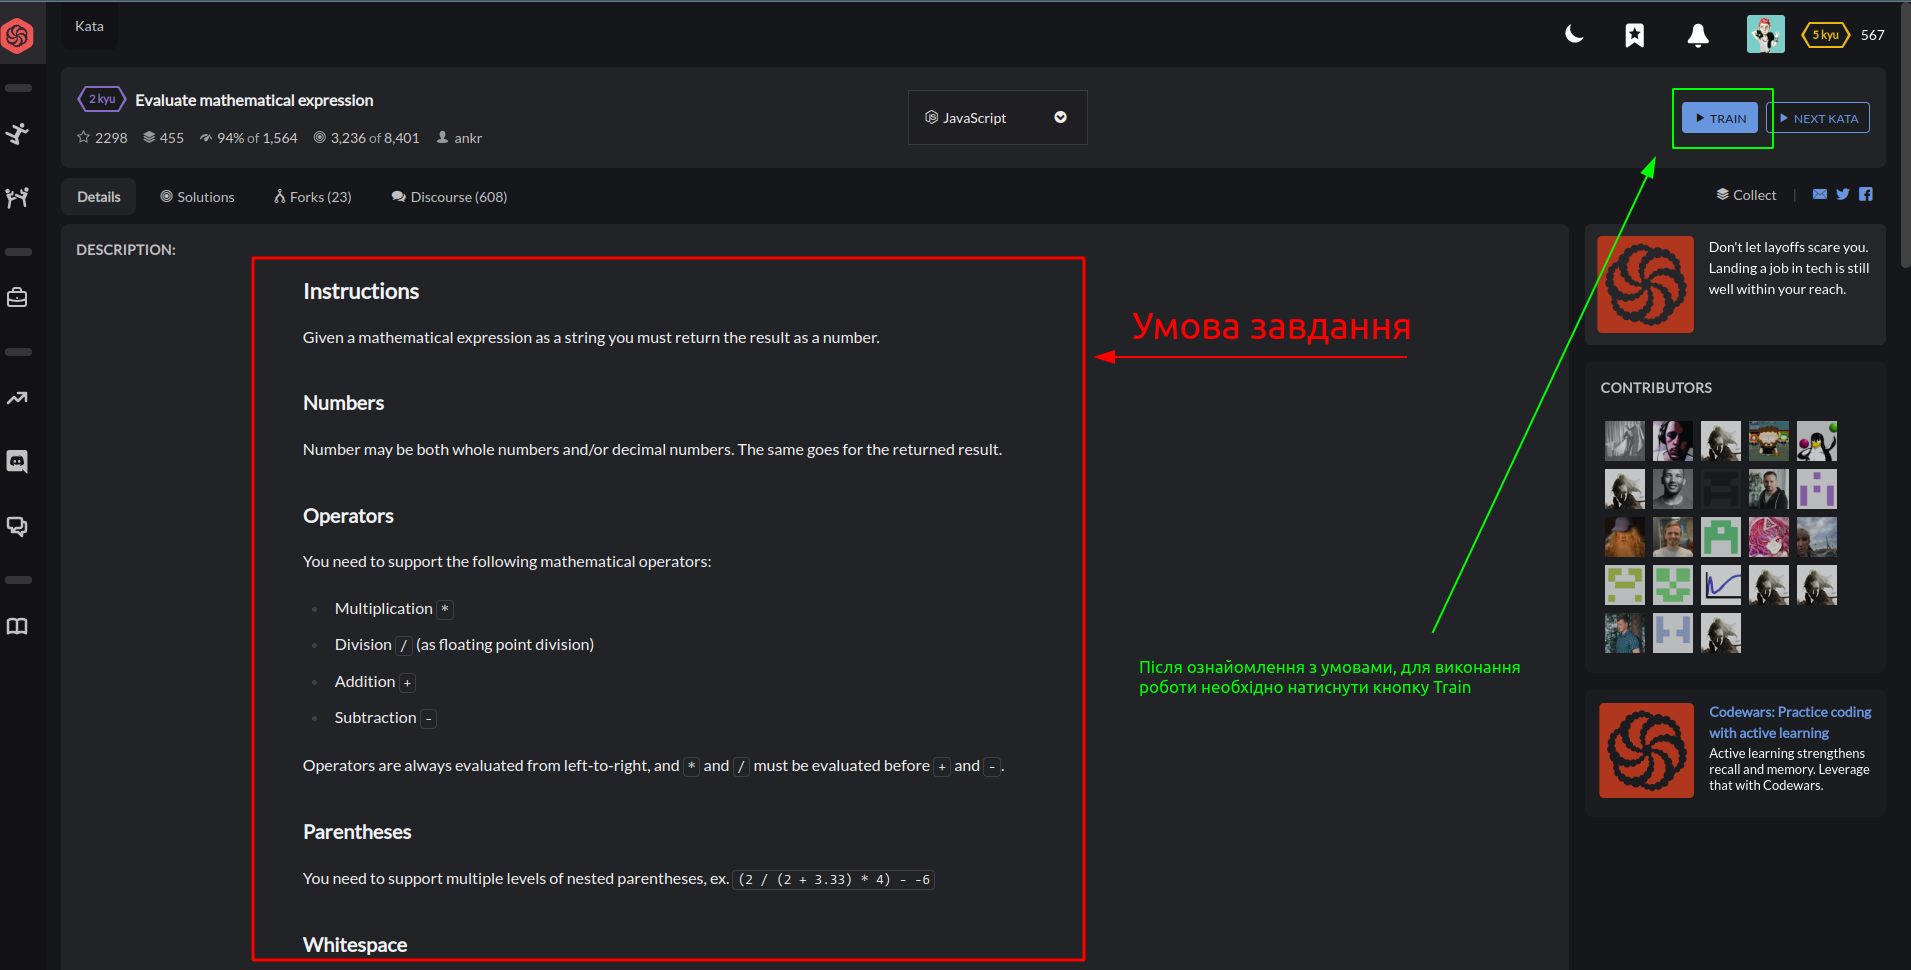 Kata
5 kyu 567
2 kyu Evaluate mathematical expression
2298 455 94% of 1,564 3,236 of 8,401 ankr
JavaScript
TRAIN
NEXT KATA
Details Solutions Forks (23) Discourse (608)
Collect |
DESCRIPTION:
Instructions
Given a mathematical expression as a string you must return the result as a number.
Numbers
Number may be both whole numbers and/or decimal numbers. The same goes for the returned result.
Operators
You need to support the following mathematical operators:
• Multiplication *
• Division / (as floating point division)
• Addition +
• Subtraction -
Operators are always evaluated from left-to-right, and * and / must be evaluated before + and -.
Parentheses
You need to support multiple levels of nested parentheses, ex. (2 / (2 + 3.33) * 4) - -6
Whitespace
Умова завдання
Після ознайомлення з умовами, для виконання
роботи необхідно натиснути кнопку Train
Don't let layoffs scare you.
Landing a job in tech is still
well within your reach.
CONTRIBUTORS
Codewars: Practice coding
with active learning
Active learning strengthens
recall and memory. Leverage
that with Codewars.